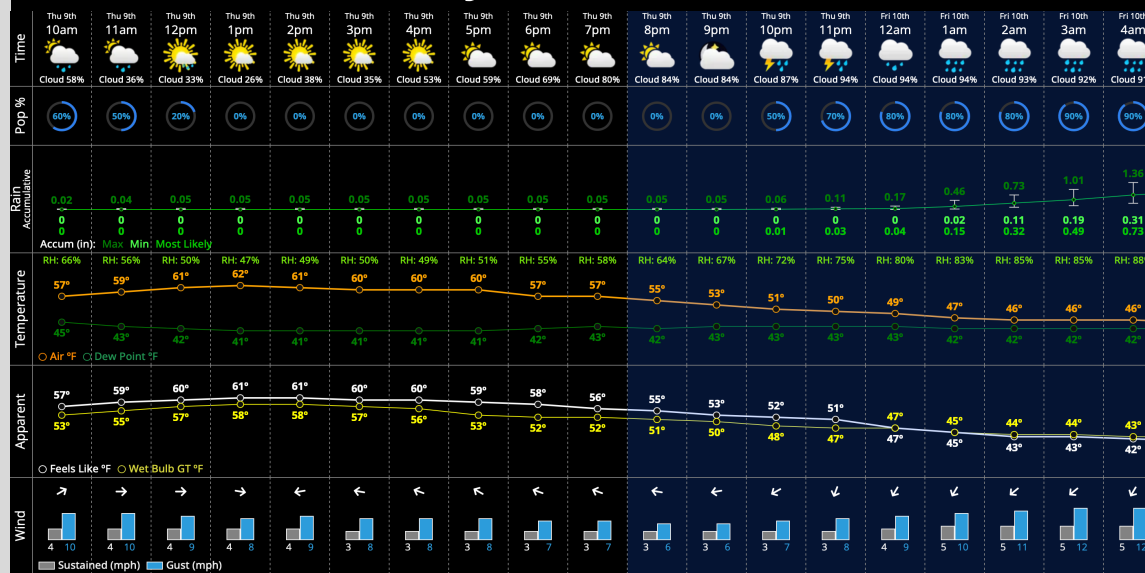 Time
Thu 9th Thu 9th Thu 9th Thu 9th Thu 9th Thu 9th Thu 9th Thu 9th Thu 9th Thu 9th Thu 9th Thu 9th Thu 9th Thu 9th Fri 10th Fri 10th Fri 10th Fri 10th Fri 10th
10am 11am 12pm 1pm 2pm 3pm 4pm 5pm 6pm 7pm 8pm 9pm 10pm 11pm 12am 1am 2am 3am 4am
Cloud 58% Cloud 36% Cloud 33% Cloud 26% Cloud 38% Cloud 35% Cloud 53% Cloud 59% Cloud 69% Cloud 80% Cloud 84% Cloud 84% Cloud 87% Cloud 94% Cloud 94% Cloud 94% Cloud 93% Cloud 92% Cloud 91
Pop %
60% 50% 20% 0% 0% 0% 0% 0% 0% 0% 0% 0% 50% 70% 80% 80% 80% 90% 90%
Rain
Accumulative
0.02 0.04 0.05 0.05 0.05 0.05 0.05 0.05 0.05 0.05 0.05 0.05 0.06 0.11 0.17 0.46 0.73 1.01 1.36
0 0 0 0 0 0 0 0 0 0 0 0 0 0 0 0.02 0.11 0.19 0.31
0 0 0 0 0 0 0 0 0 0 0 0 0.01 0.03 0.04 0.15 0.32 0.49 0.73
Accum (in): Max Min Most Likely
Temperature
RH: 66% RH: 56% RH: 50% RH: 47% RH: 49% RH: 50% RH: 49% RH: 51% RH: 55% RH: 58% RH: 64% RH: 67% RH: 72% RH: 75% RH: 80% RH: 83% RH: 85% RH: 85% RH: 88%
57° 59° 61° 62° 61° 60° 60° 60° 57° 57° 55° 53° 51° 50° 49° 47° 46° 46° 46°
45° 43° 42° 41° 41° 41° 41° 41° 42° 43° 42° 43° 43° 43° 43° 42° 42° 42° 42°
Air °F Dew Point °F
Apparent
57° 59° 60° 61° 61° 60° 60° 59° 58° 56° 55° 53° 52° 51° 47° 45° 44° 44° 43°
53° 55° 57° 58° 58° 57° 56° 53° 52° 52° 51° 50° 48° 47° 47° 45° 43° 43° 42°
Feels Like °F Wet Bulb GT °F
Wind
4 10 4 10 4 9 4 8 4 9 3 8 3 8 3 8 3 7 3 7 3 6 3 6 3 7 3 8 4 9 5 10 5 11 5 12 5 12
Sustained (mph) Gust (mph)